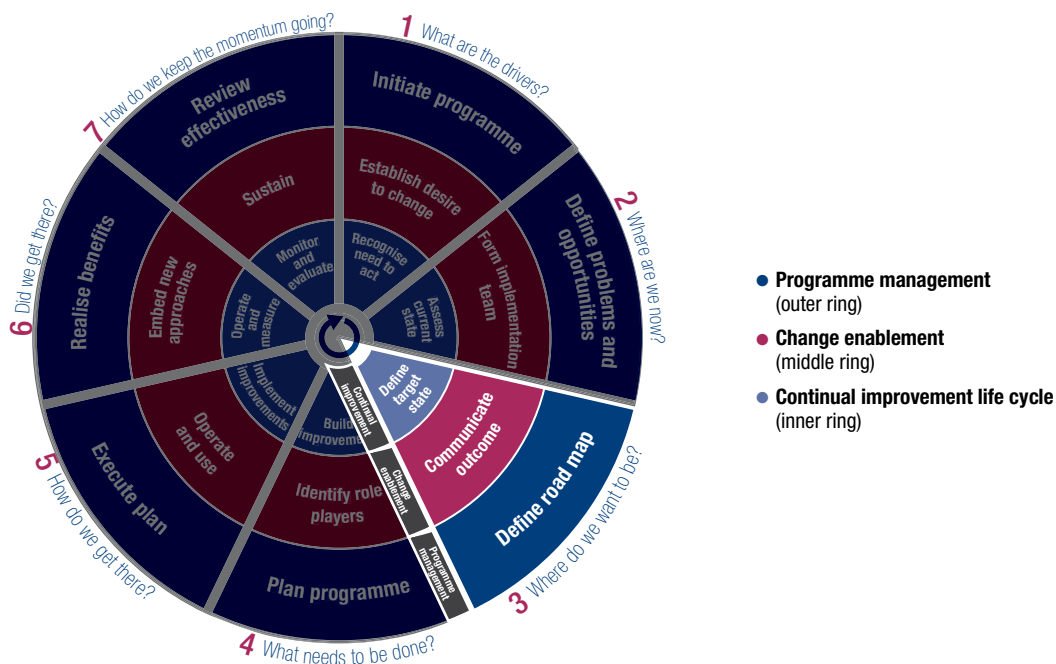 1 What are the drivers?
Initiate programme
Establish desire
to change
Recognise
need to
act
2 Where are we now?
Define problems and
opportunities
Form implementation
team
Assess
current
state
3 Where do we want to be?
Define road map
Communicate
outcome
Define
target
state
Continual
improvement
Change
enablement
Programme
management
4 What needs to be done?
Plan programme
Identify role
players
Build
improvement
5 How do we get there?
Execute plan
Operate
and use
Implement
improvements
6 Did we get there?
Realise benefits
Embed new
approaches
Operate
and
measure
7 How do we keep the momentum going?
Review
effectiveness
Sustain
Monitor
and
evaluate
Programme management
(outer ring)
Change enablement
(middle ring)
Continual improvement life cycle
(inner ring)